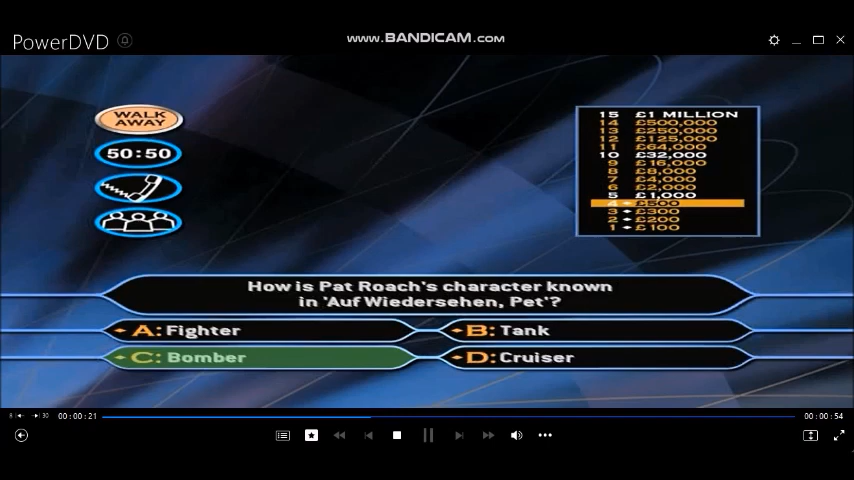 PowerDVD
www.BANDICAM.com
WALK AWAY
50:50
15 £1 MILLION
14 £500,000
13 £250,000
12 £125,000
11 £64,000
10 £32,000
9 £16,000
8 £8,000
7 £4,000
6 £2,000
5 £1,000
4 £500
3 £300
2 £200
1 £100
How is Pat Roach's character known
in 'Auf Wiedersehen, Pet'?
A: Fighter
B: Tank
C: Bomber
D: Cruiser
8 30 00:00:21
00:00:54